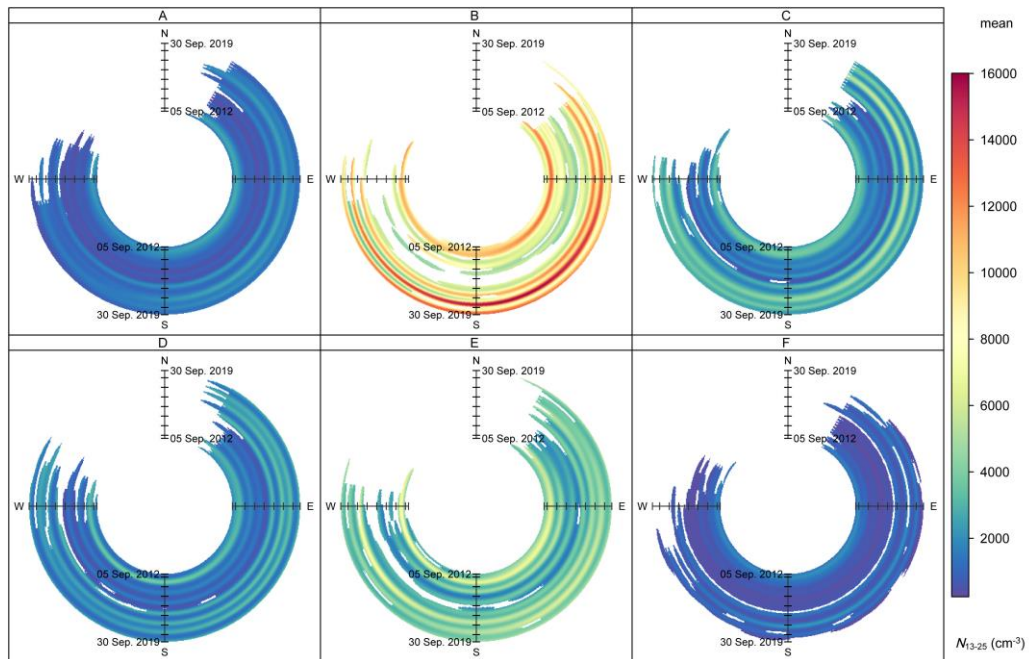 A
B
C
mean
N
30 Sep. 2019
05 Sep. 2012
W
E
05 Sep. 2012
30 Sep. 2019
S
N
30 Sep. 2019
05 Sep. 2012
W
E
05 Sep. 2012
30 Sep. 2019
S
N
30 Sep. 2019
05 Sep. 2012
W
E
05 Sep. 2012
30 Sep. 2019
S
16000
14000
12000
10000
8000
6000
4000
2000
D
E
F
N
30 Sep. 2019
05 Sep. 2012
W
E
05 Sep. 2012
30 Sep. 2019
S
N
30 Sep. 2019
05 Sep. 2012
W
E
05 Sep. 2012
30 Sep. 2019
S
N
30 Sep. 2019
05 Sep. 2012
W
E
05 Sep. 2012
30 Sep. 2019
S
N₁₃₋₂₅ (cm⁻³)